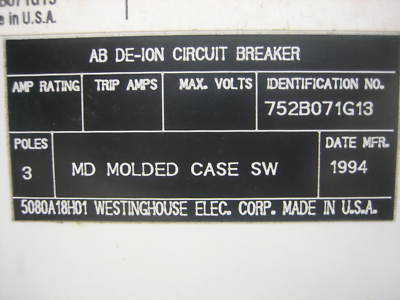 in U.S.A.
AB DE-ION CIRCUIT BREAKER
AMP RATING TRIP AMPS MAX. VOLTS IDENTIFICATION NO.
752B071G13
POLES DATE MFR.
3 MD MOLDED CASE SW 1994
5080A18H01 WESTINGHOUSE ELEC. CORP. MADE IN U.S.A.